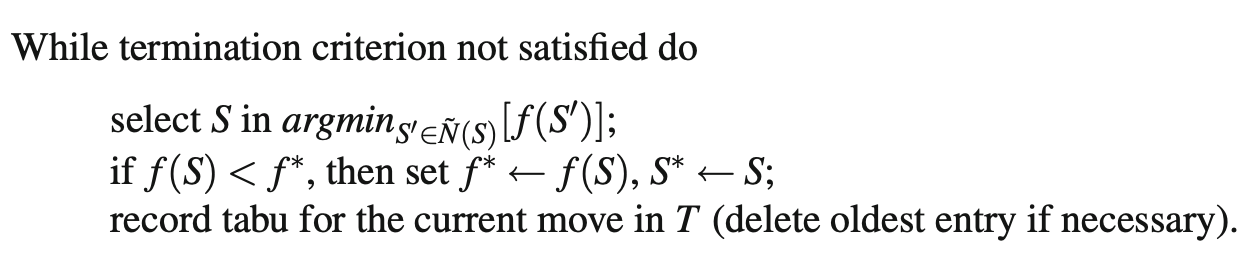 While termination criterion not satisfied do
select S in argmin_{S′∈Ñ(S)}[f(S′)];
if f(S) < f*, then set f* ← f(S), S* ← S;
record tabu for the current move in T (delete oldest entry if necessary).